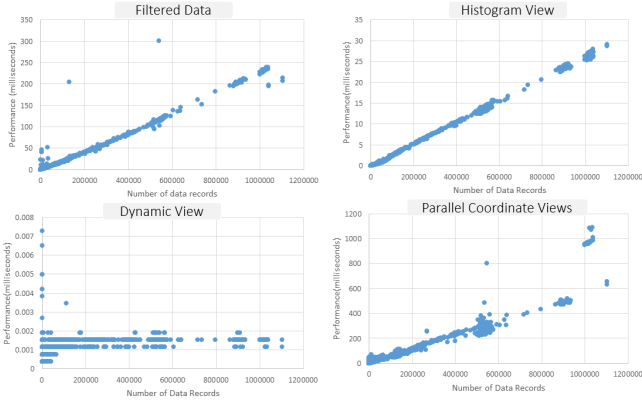 Filtered Data
350
300
250
200
150
100
50
0
Performance (milliseconds)
0 200000 400000 600000 800000 1000000 1200000
Number of data records
Histogram View
35
30
25
20
15
10
5
0
Performance(milliseconds)
0 200000 400000 600000 800000 1000000 1200000
Number of Data Records
Dynamic View
0.008
0.007
0.006
0.005
0.004
0.003
0.002
0.001
0
Performance(milliseconds)
0 200000 400000 600000 800000 1000000 1200000
Number of Data Records
Parallel Coordinate Views
1200
1000
800
600
400
200
0
Performance(milliseconds)
0 200000 400000 600000 800000 1000000 1200000
Number of Data Records